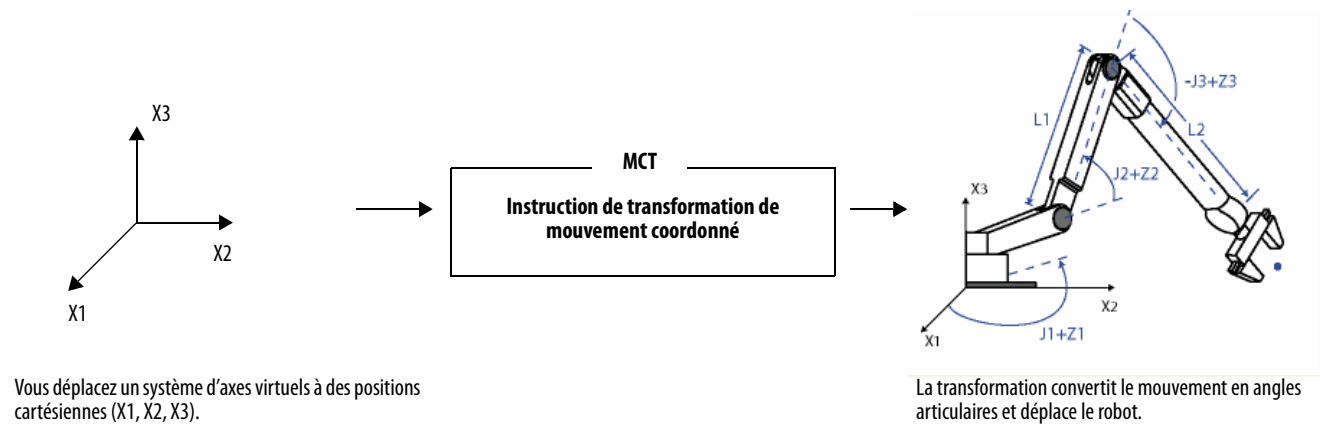 X3
X2
X1
MCT
Instruction de transformation de
mouvement coordonné
-J3+Z3
L1
L2
J2+Z2
X3
X2
X1
J1+Z1
Vous déplacez un système d’axes virtuels à des positions
cartésiennes (X1, X2, X3).
La transformation convertit le mouvement en angles
articulaires et déplace le robot.